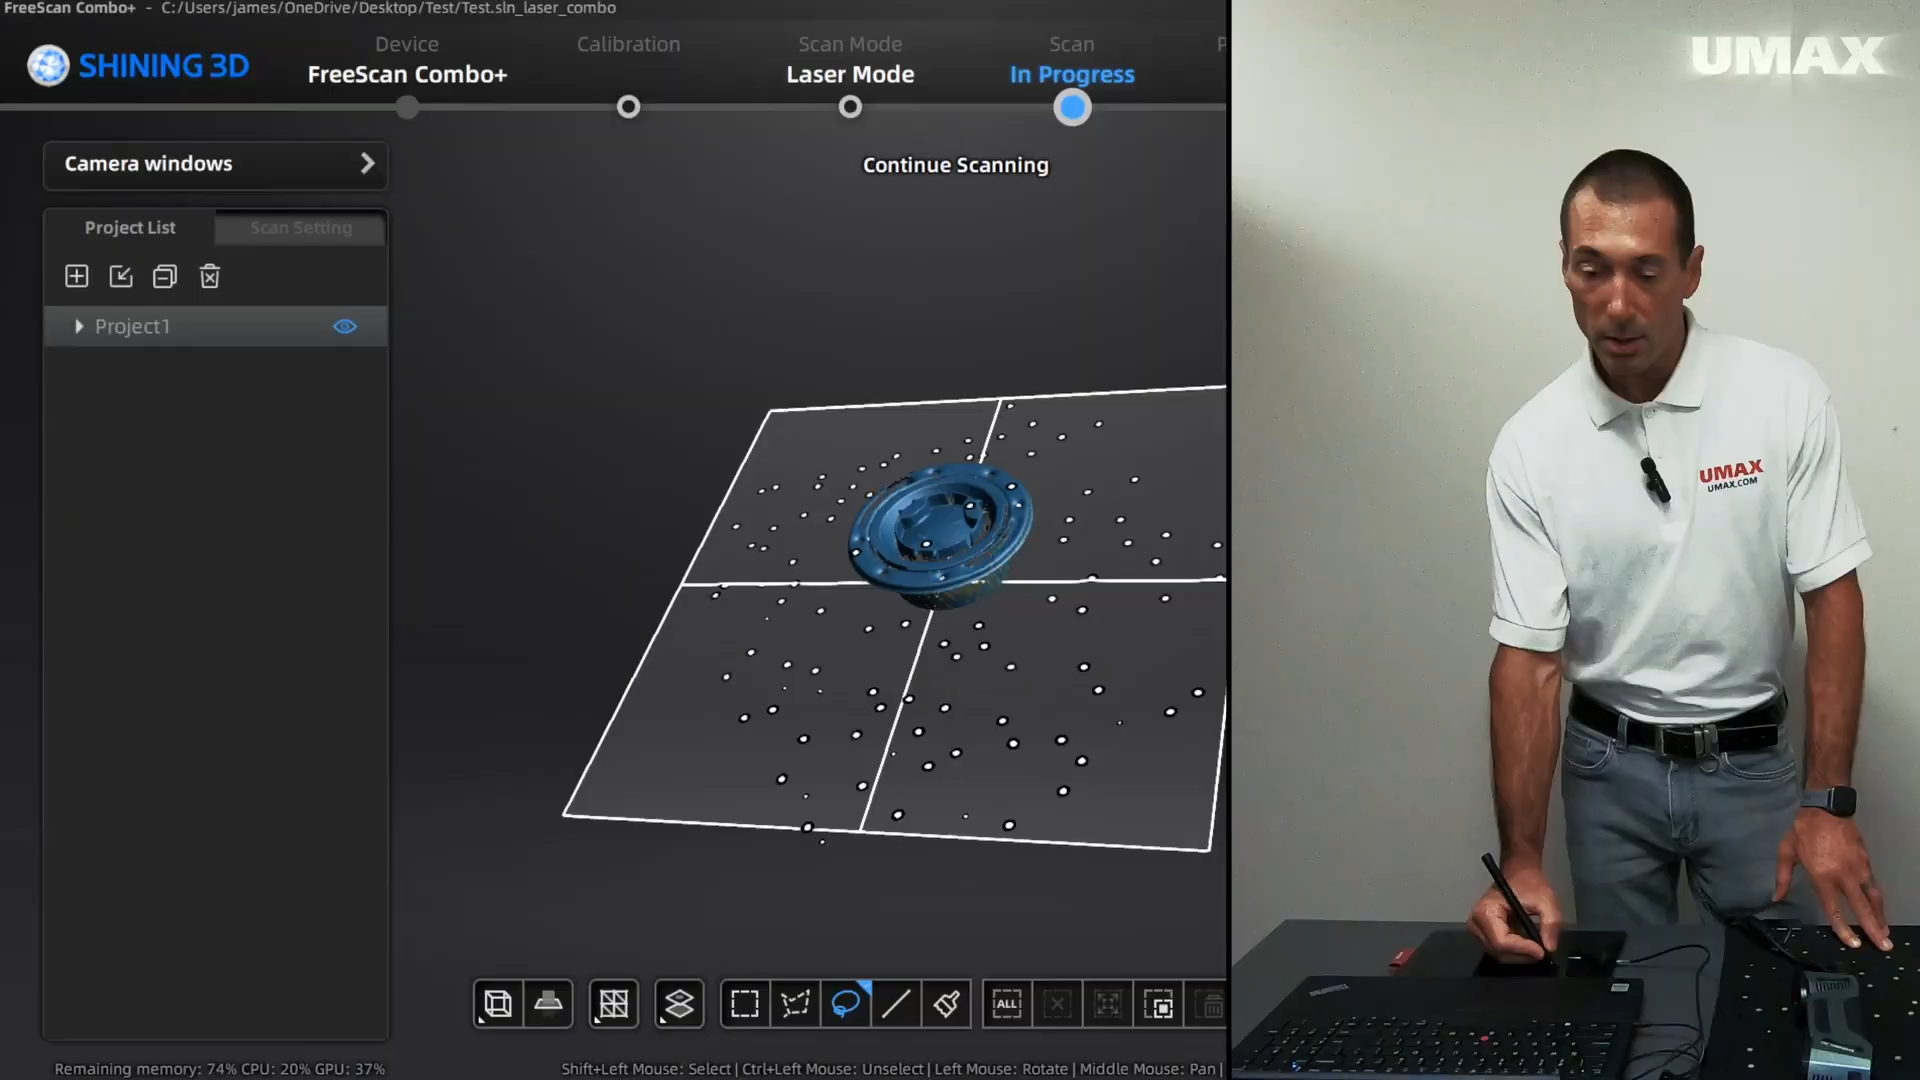 FreeScan Combo+ - C:/Users/james/OneDrive/Desktop/Test/Test.sln_laser_combo
SHINING 3D
Device
FreeScan Combo+
Calibration
Scan Mode
Laser Mode
Scan
In Progress
P
UMAX
Camera windows
Continue Scanning
Project List
Scan Setting
Project1
UMAX
UMAX.COM
ALL
Remaining memory: 74% CPU: 20% GPU: 37%
Shift+Left Mouse: Select | Ctrl+Left Mouse: Unselect | Left Mouse: Rotate | Middle Mouse: Pan |